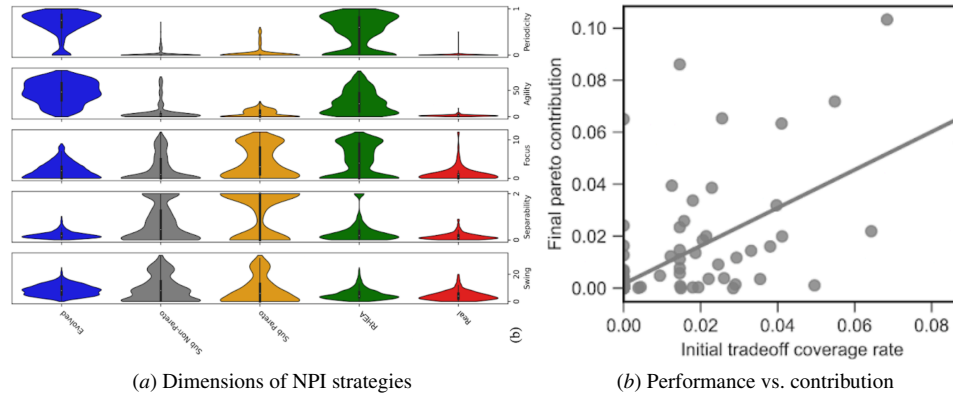 1
Periodicity
0
50
Agility
0
10
Focus
0
2
Separability
0
20
Swing
0
Evolved
Sub Non-Pareto
Sub Pareto
RHEA
Real
(b)
(a) Dimensions of NPI strategies
0.10
0.08
0.06
0.04
0.02
0.00
Final pareto contribution
0.00 0.02 0.04 0.06 0.08
Initial tradeoff coverage rate
(b) Performance vs. contribution